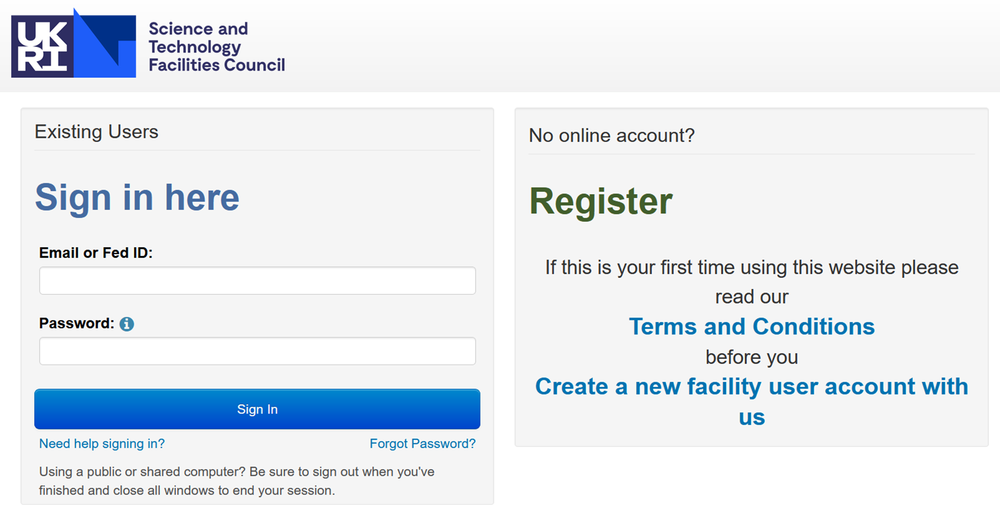 UK
RI
Science and
Technology
Facilities Council
Existing Users
Sign in here
Email or Fed ID:
Password:
Sign In
Need help signing in?
Forgot Password?
Using a public or shared computer? Be sure to sign out when you've
finished and close all windows to end your session.
No online account?
Register
If this is your first time using this website please
read our
Terms and Conditions
before you
Create a new facility user account with
us